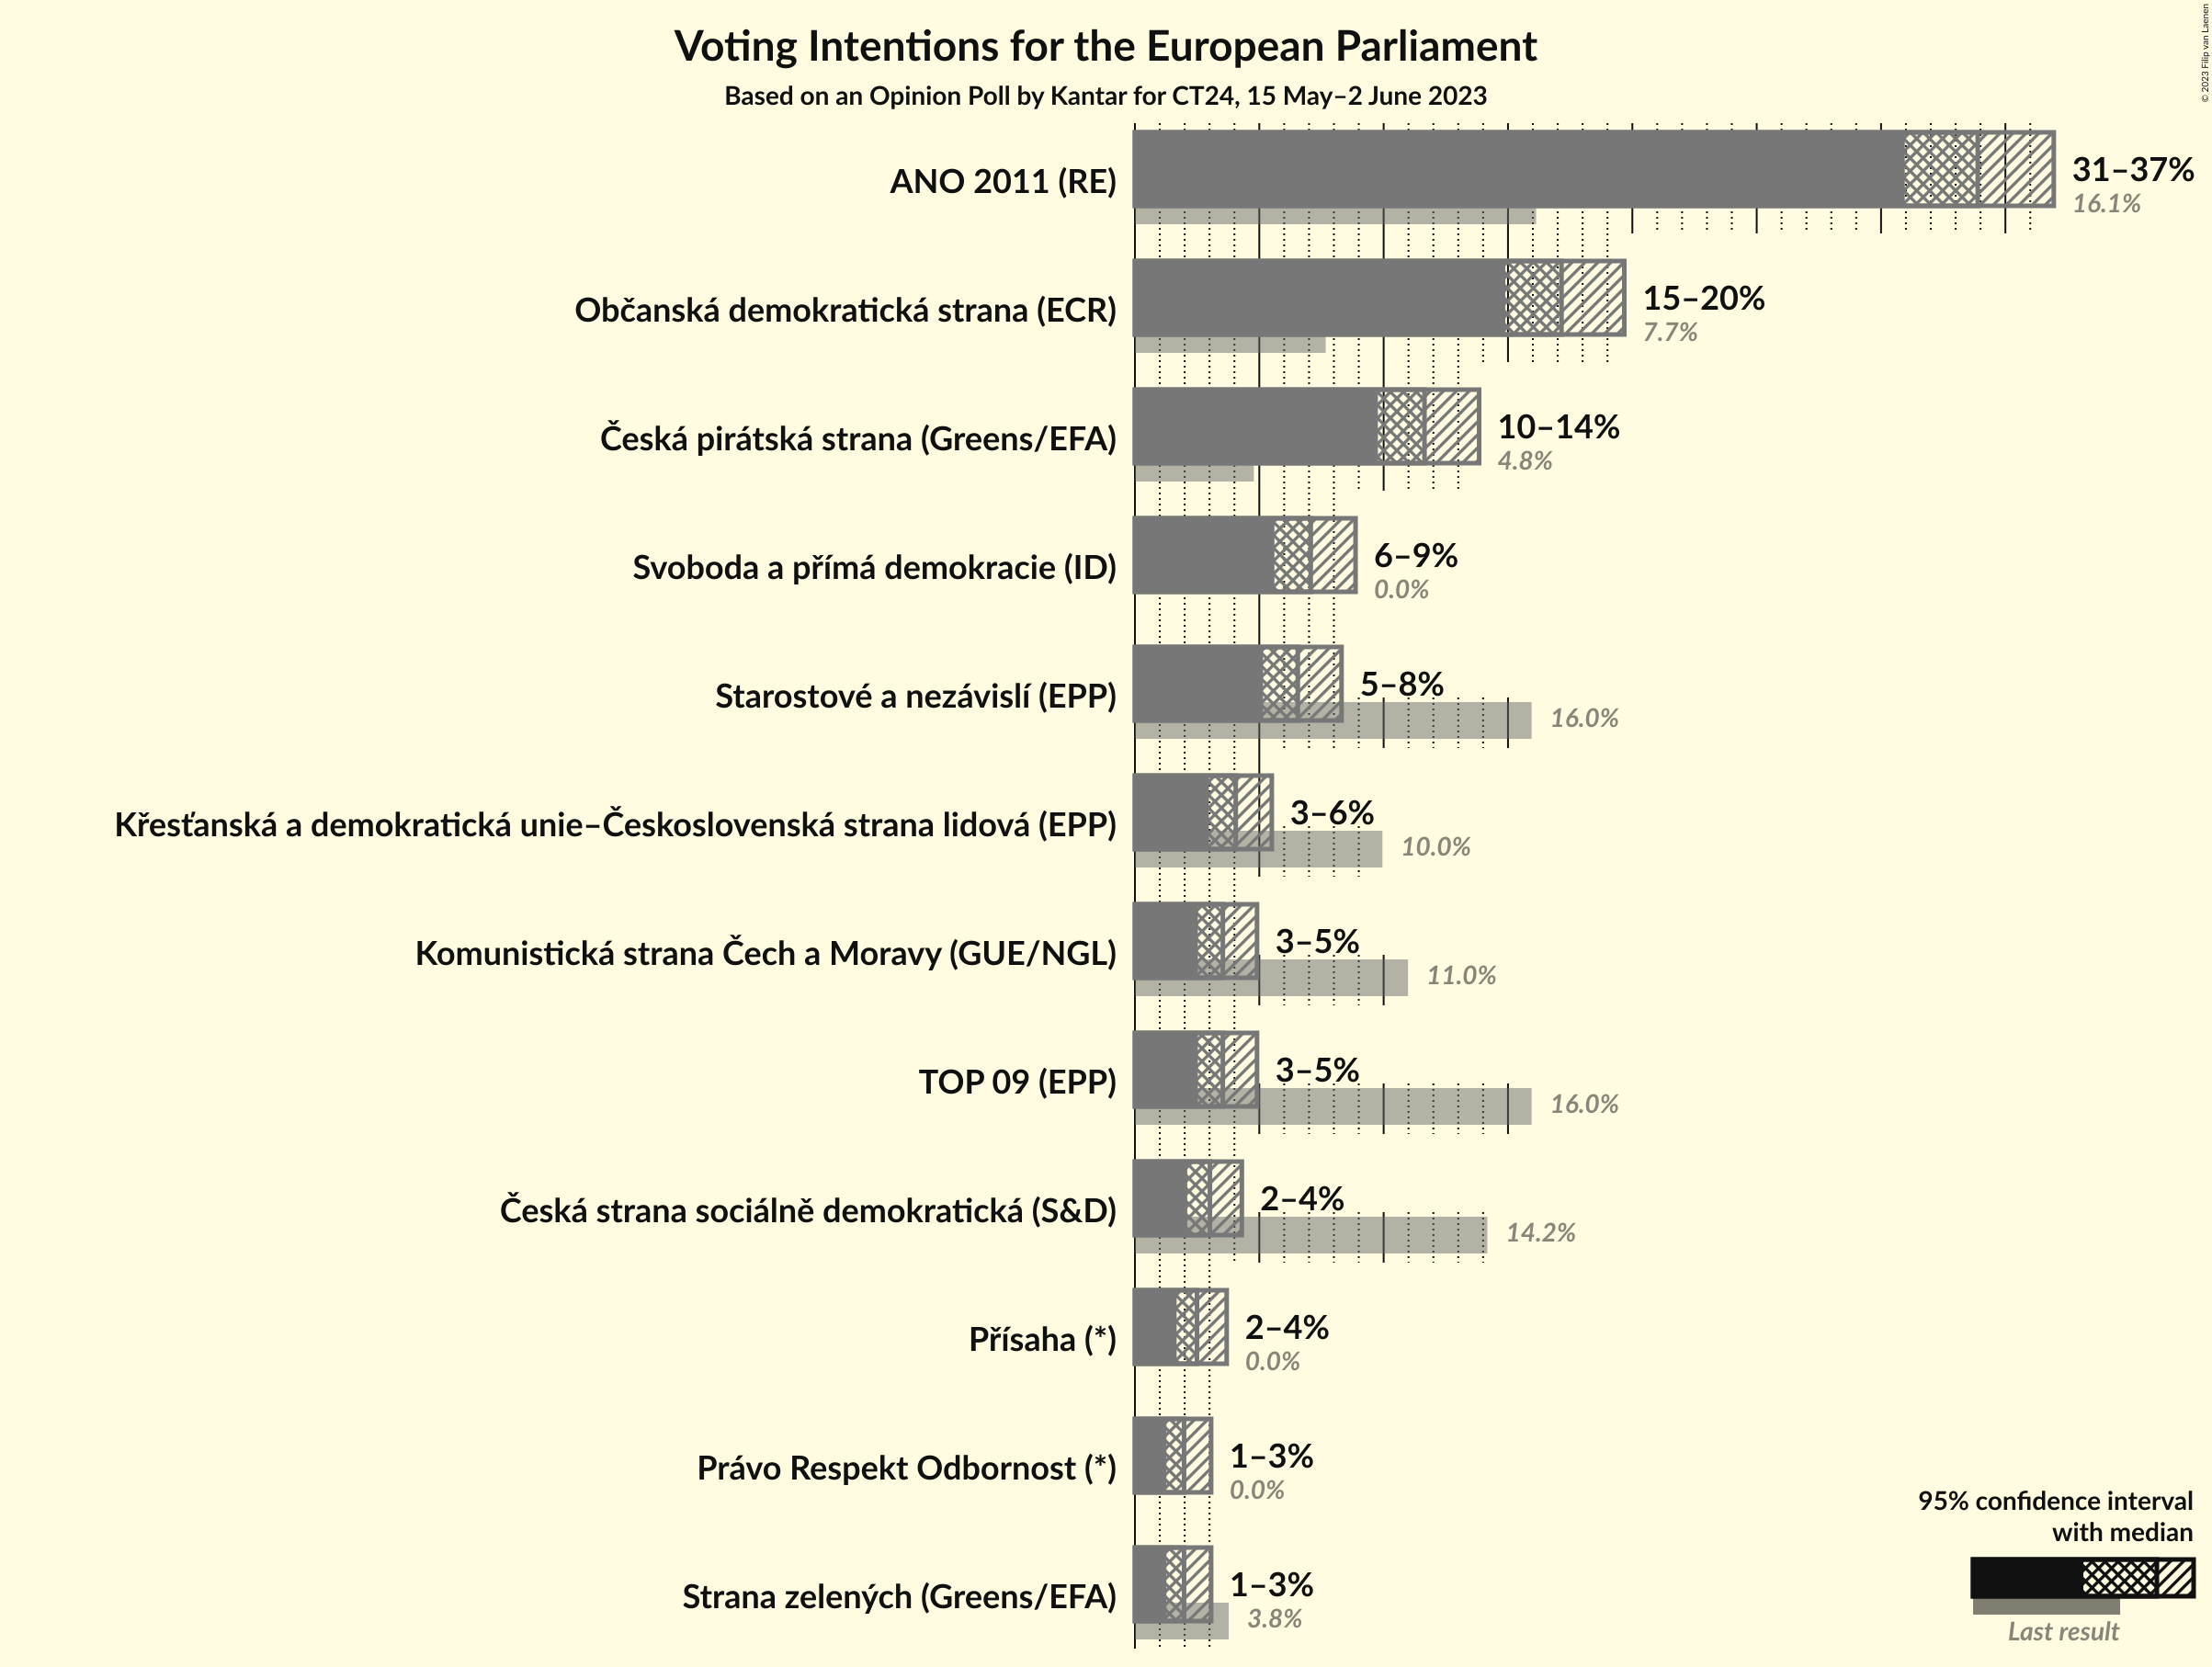 © 2023 Filip van Laenen
Voting Intentions for the European Parliament
Based on an Opinion Poll by Kantar for CT24, 15 May–2 June 2023
ANO 2011 (RE)
31–37%
16.1%
Občanská demokratická strana (ECR)
15–20%
7.7%
Česká pirátská strana (Greens/EFA)
10–14%
4.8%
Svoboda a přímá demokracie (ID)
6–9%
0.0%
Starostové a nezávislí (EPP)
5–8%
16.0%
Křesťanská a demokratická unie–Československá strana lidová (EPP)
3–6%
10.0%
Komunistická strana Čech a Moravy (GUE/NGL)
3–5%
11.0%
TOP 09 (EPP)
3–5%
16.0%
Česká strana sociálně demokratická (S&D)
2–4%
14.2%
Přísaha (*)
2–4%
0.0%
Právo Respekt Odbornost (*)
1–3%
0.0%
Strana zelených (Greens/EFA)
1–3%
3.8%
95% confidence interval
with median
Last result